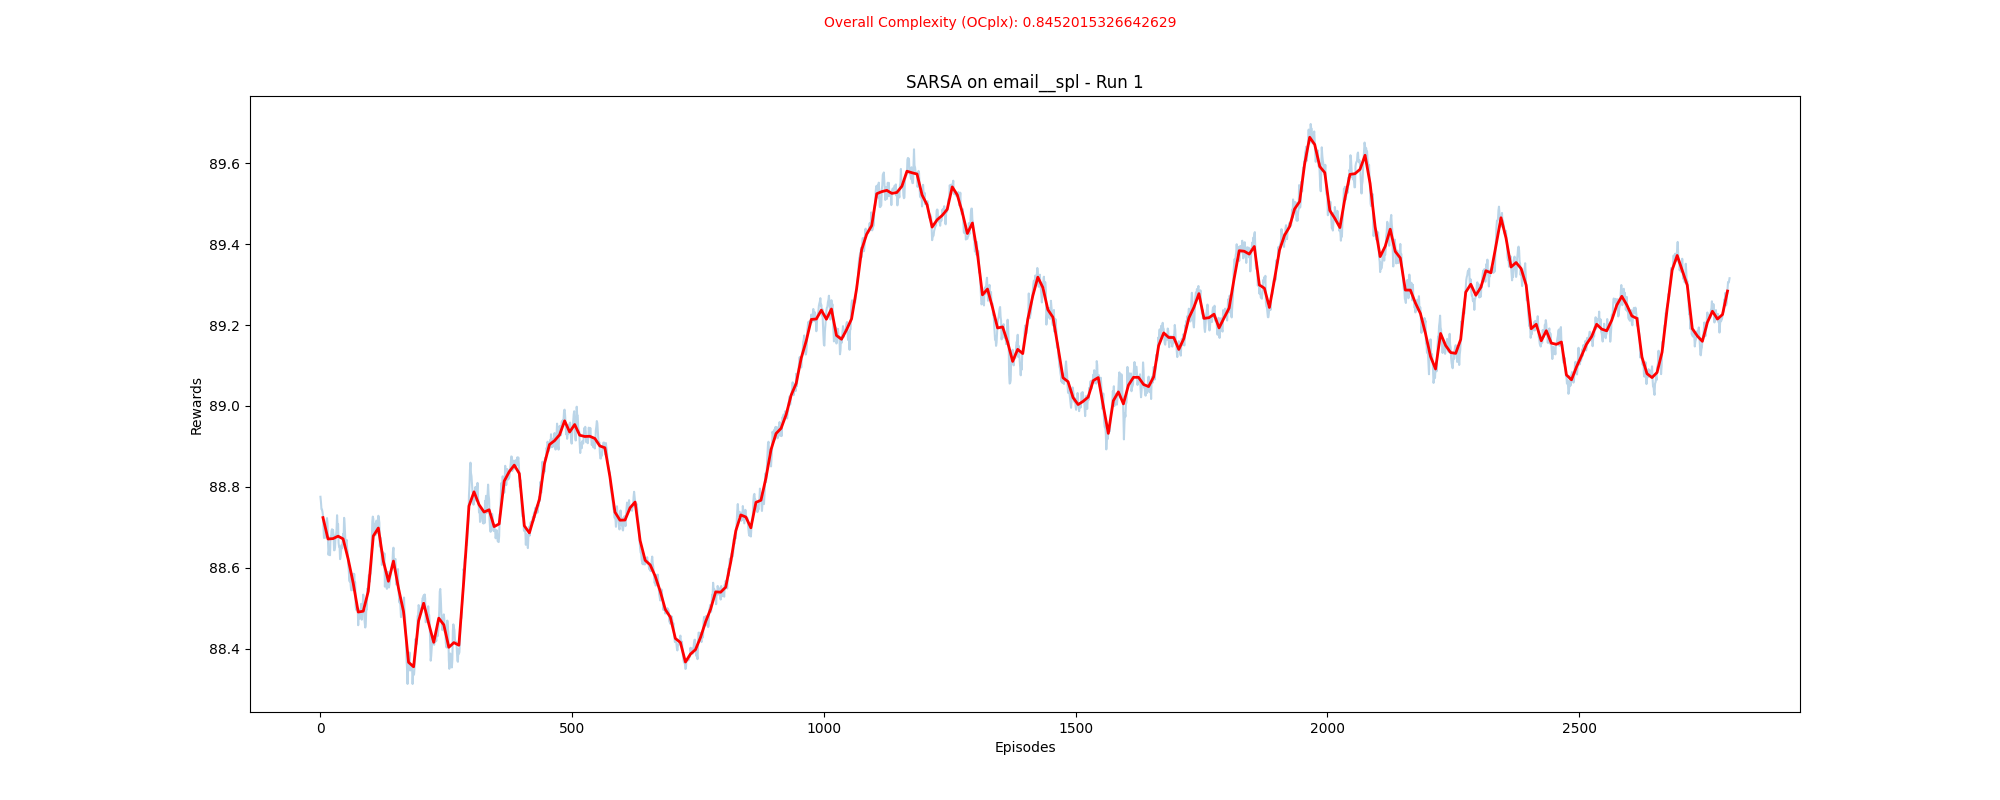 Overall Complexity (OCplx): 0.8452015326642629
SARSA on email__spl - Run 1
89.6
89.4
89.2
89.0
88.8
88.6
88.4
Rewards
0 500 1000 1500 2000 2500
Episodes